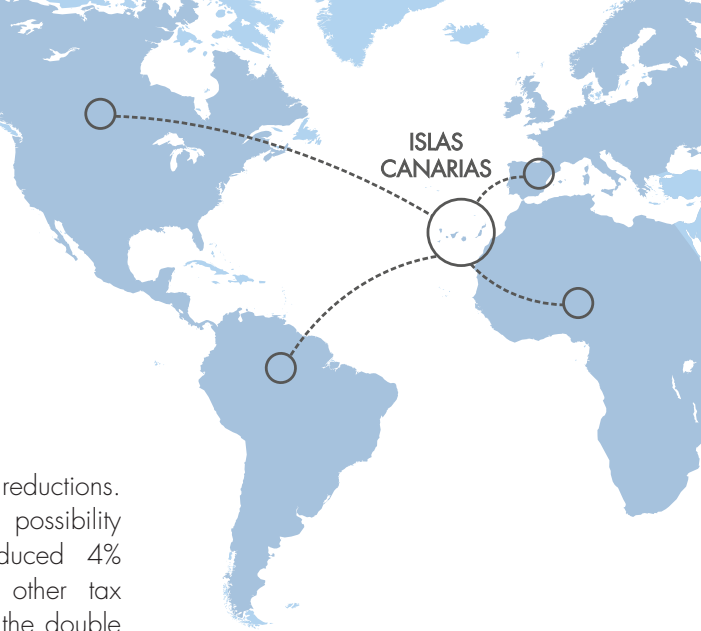 ISLAS
CANARIAS
reductions.
possibility
duced 4%
other tax
the double